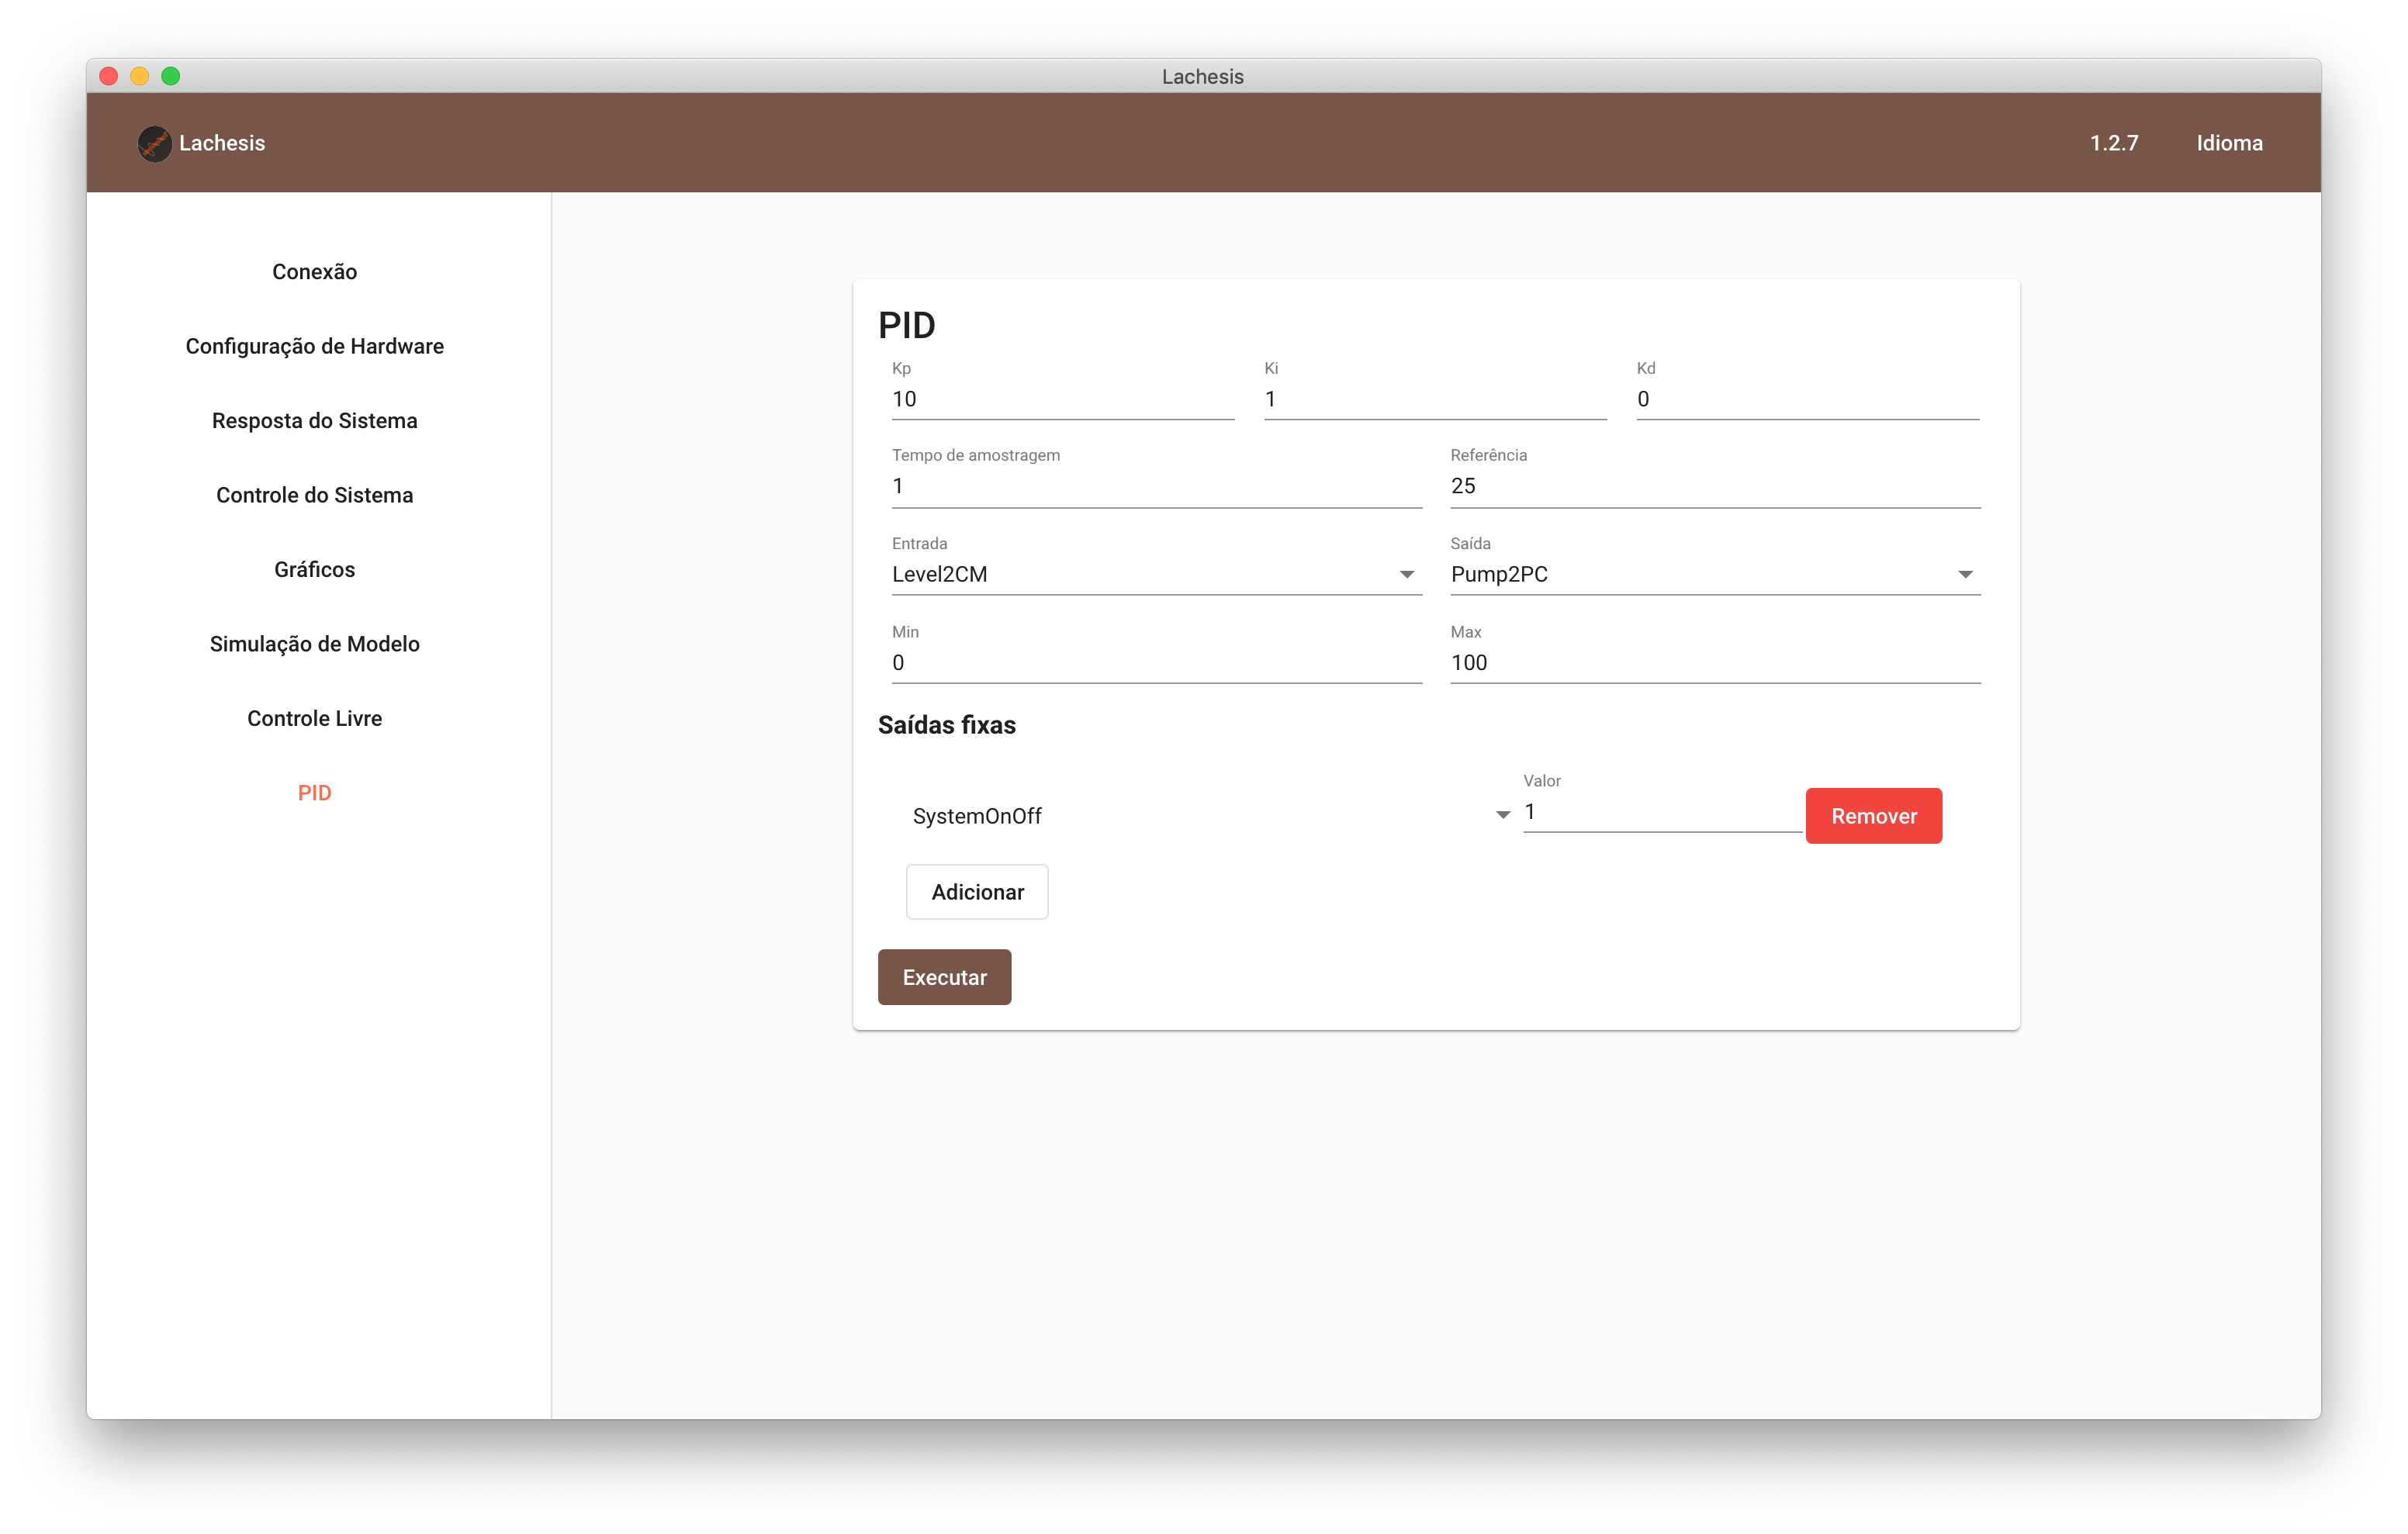 Lachesis
Lachesis
1.2.7 Idioma
Conexão
Configuração de Hardware
Resposta do Sistema
Controle do Sistema
Gráficos
Simulação de Modelo
Controle Livre
PID
PID
Kp Ki Kd
10 1 0
Tempo de amostragem Referência
1 25
Entrada Saída
Level2CM Pump2PC
Min Max
0 100
Saídas fixas
Valor
SystemOnOff 1 Remover
Adicionar
Executar